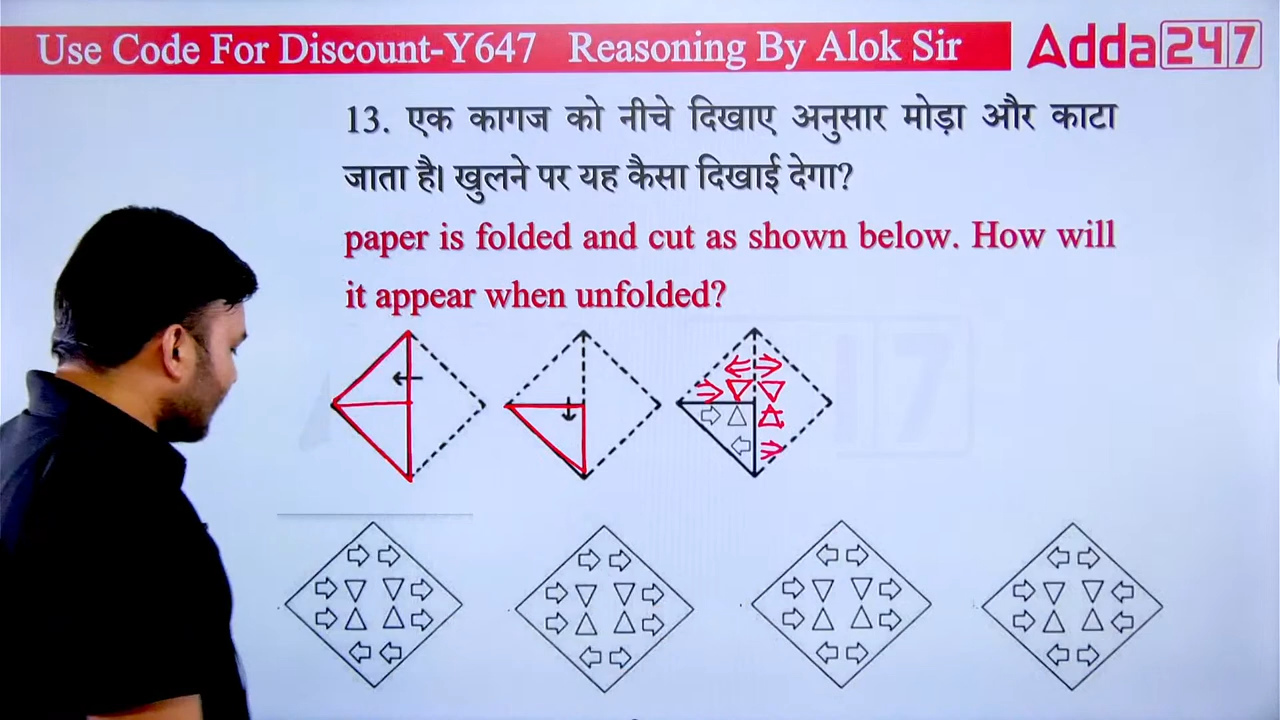 Use Code For Discount-Y647 Reasoning By Alok Sir Adda247
13. एक कागज को नीचे दिखाए अनुसार मोड़ा और काटा
जाता है। खुलने पर यह कैसा दिखाई देगा?
paper is folded and cut as shown below. How will
it appear when unfolded?